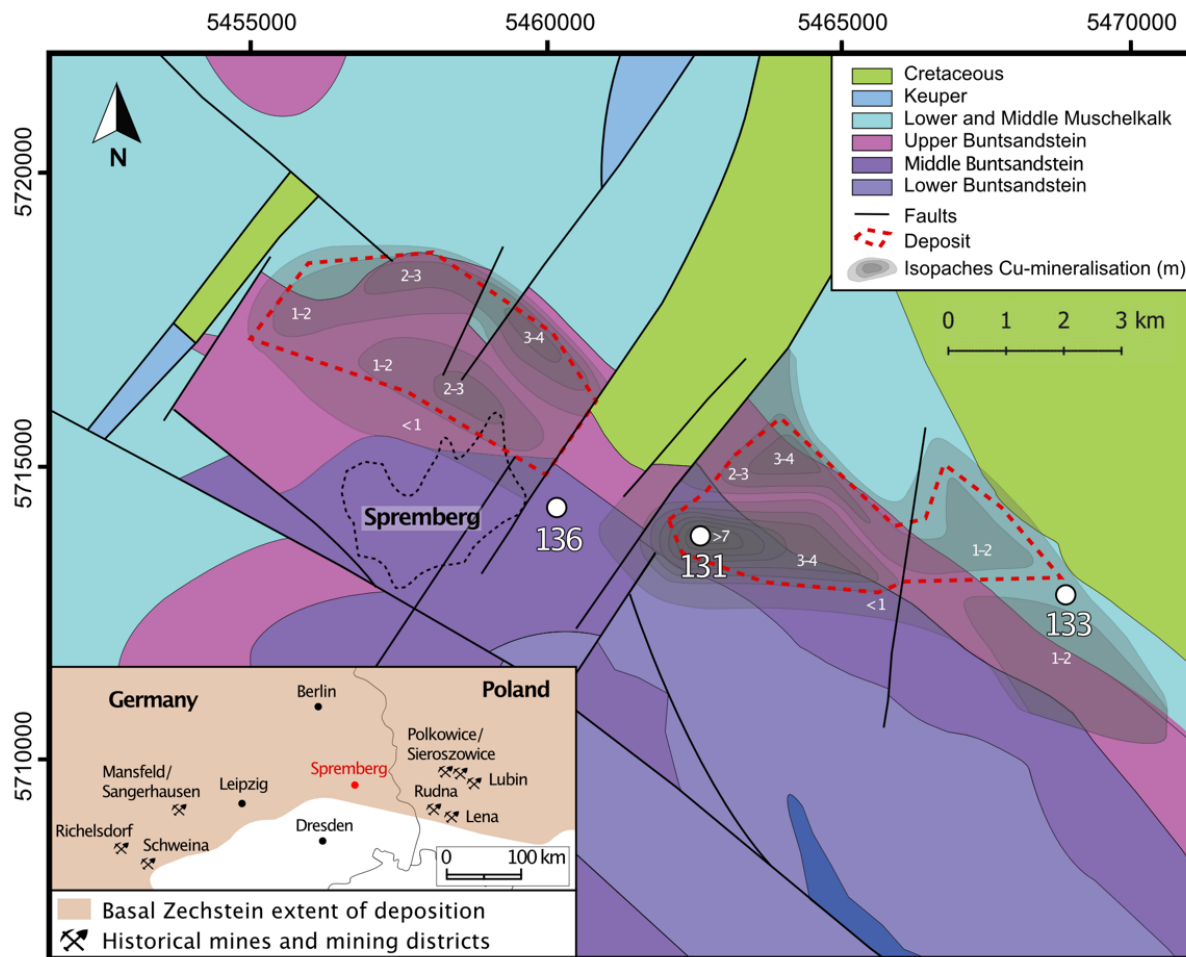 5455000
5460000
5465000
5470000
5720000
5715000
5710000
N
Cretaceous
Keuper
Lower and Middle Muschelkalk
Upper Buntsandstein
Middle Buntsandstein
Lower Buntsandstein
Faults
Deposit
Isopaches Cu-mineralisation (m)
0 1 2 3 km
2-3
1-2
3-4
1-2
2-3
<1
Spremberg
136
3-4
2-3
>7
131
3-4
<1
1-2
133
1-2
Germany
Poland
Berlin
Polkowice/
Sieroszowice
Spremberg
Mansfeld/
Sangerhausen
Leipzig
Lubin
Rudna
Lena
Richelsdorf
Schweina
Dresden
0 100 km
Basal Zechstein extent of deposition
Historical mines and mining districts